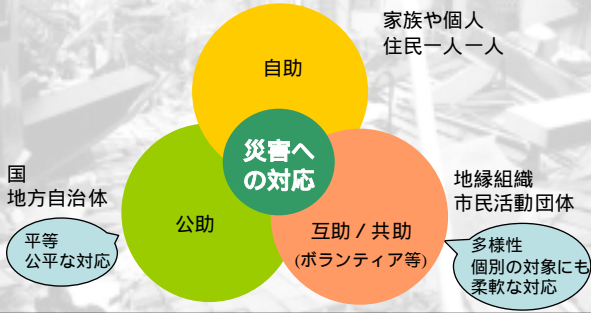 家族や個人
住民一人一人
自助
災害へ
の対応
国
地方自治体
公助
平等
公平な対応
互助 / 共助
(ボランティア等)
地縁組織
市民活動団体
多様性
個別の対象にも
柔軟な対応